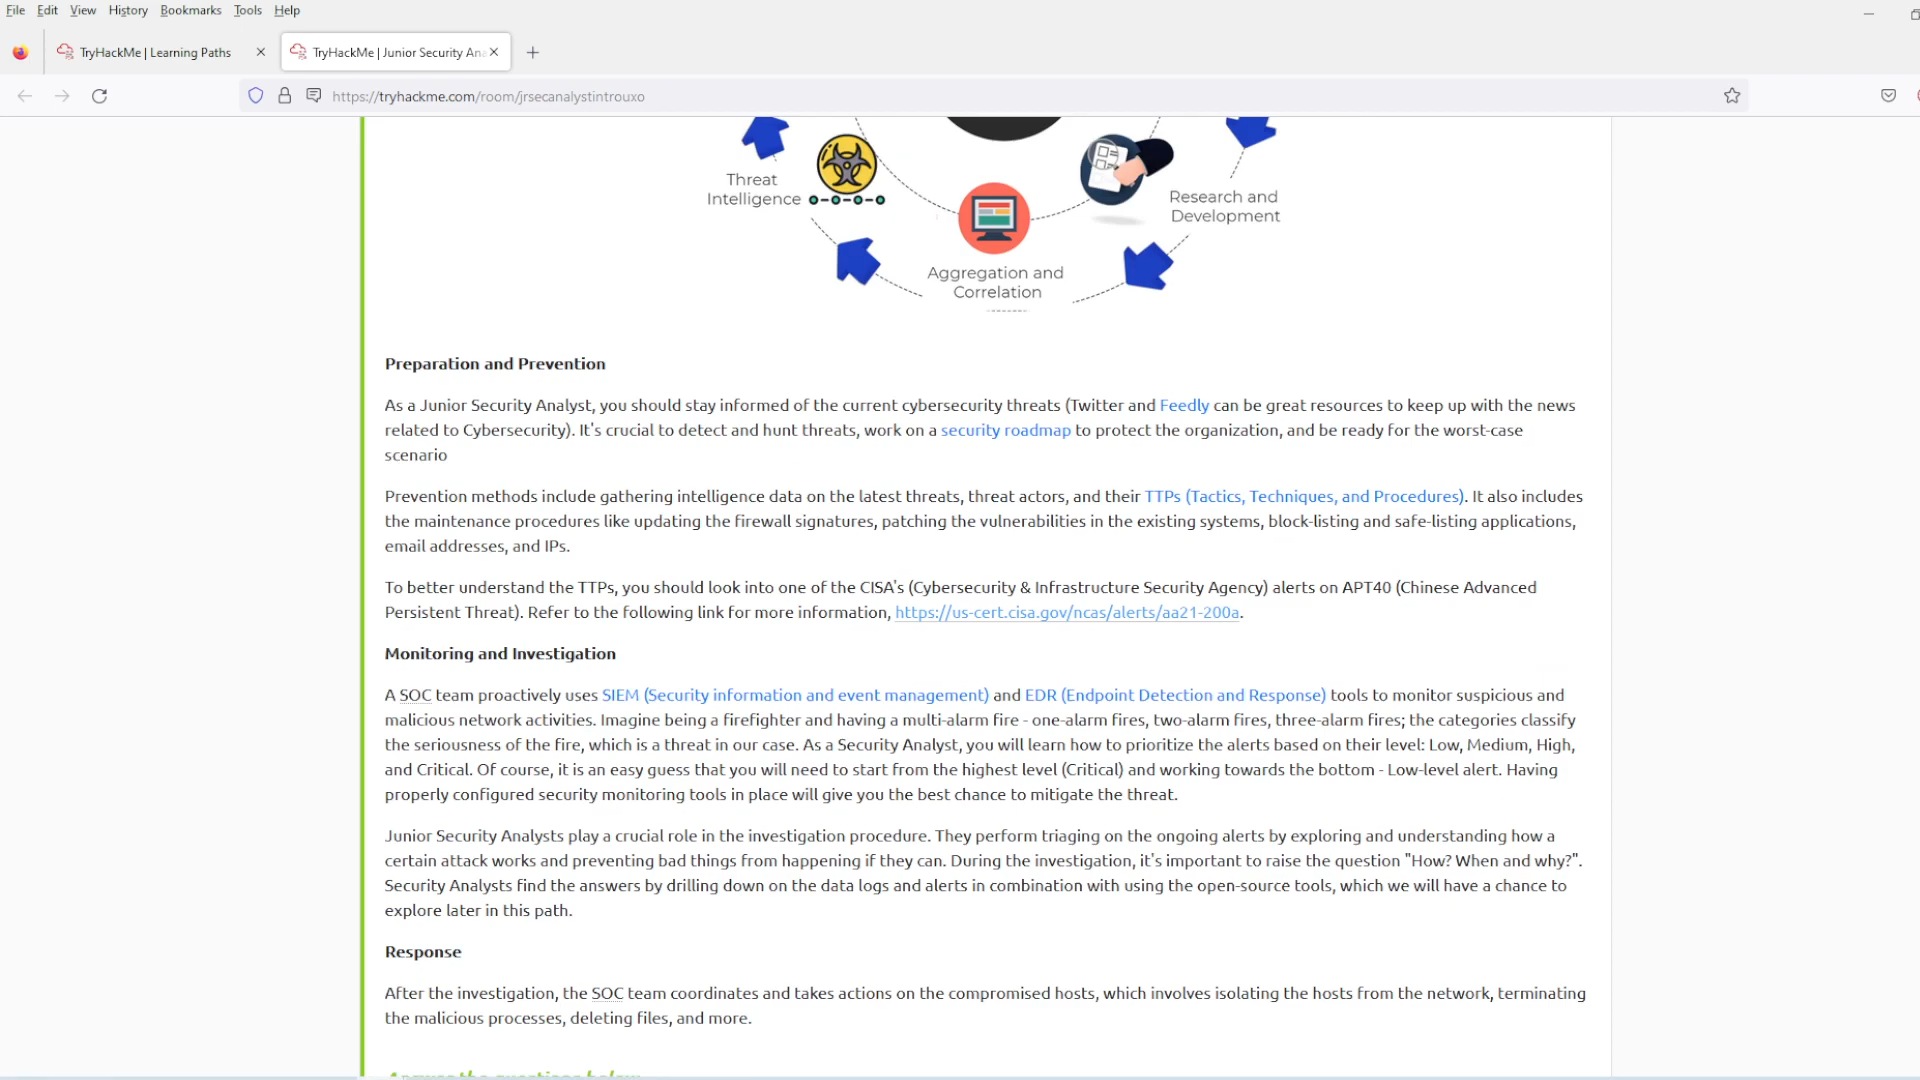 File Edit View History Bookmarks Tools Help
TryHackMe | Learning Paths
TryHackMe | Junior Security Ana
https://tryhackme.com/room/jrsecanalystintrouxo
Threat
Intelligence
Research and
Development
Aggregation and
Correlation
Preparation and Prevention
As a Junior Security Analyst, you should stay informed of the current cybersecurity threats (Twitter and Feedly can be great resources to keep up with the news
related to Cybersecurity). It's crucial to detect and hunt threats, work on a security roadmap to protect the organization, and be ready for the worst-case
scenario
Prevention methods include gathering intelligence data on the latest threats, threat actors, and their TTPs (Tactics, Techniques, and Procedures). It also includes
the maintenance procedures like updating the firewall signatures, patching the vulnerabilities in the existing systems, block-listing and safe-listing applications,
email addresses, and IPs.
To better understand the TTPs, you should look into one of the CISA's (Cybersecurity & Infrastructure Security Agency) alerts on APT40 (Chinese Advanced
Persistent Threat). Refer to the following link for more information, https://us-cert.cisa.gov/ncas/alerts/aa21-200a.
Monitoring and Investigation
A SOC team proactively uses SIEM (Security information and event management) and EDR (Endpoint Detection and Response) tools to monitor suspicious and
malicious network activities. Imagine being a firefighter and having a multi-alarm fire - one-alarm fires, two-alarm fires, three-alarm fires; the categories classify
the seriousness of the fire, which is a threat in our case. As a Security Analyst, you will learn how to prioritize the alerts based on their level: Low, Medium, High,
and Critical. Of course, it is an easy guess that you will need to start from the highest level (Critical) and working towards the bottom - Low-level alert. Having
properly configured security monitoring tools in place will give you the best chance to mitigate the threat.
Junior Security Analysts play a crucial role in the investigation procedure. They perform triaging on the ongoing alerts by exploring and understanding how a
certain attack works and preventing bad things from happening if they can. During the investigation, it's important to raise the question "How? When and why?".
Security Analysts find the answers by drilling down on the data logs and alerts in combination with using the open-source tools, which we will have a chance to
explore later in this path.
Response
After the investigation, the SOC team coordinates and takes actions on the compromised hosts, which involves isolating the hosts from the network, terminating
the malicious processes, deleting files, and more.
Answer the questions below